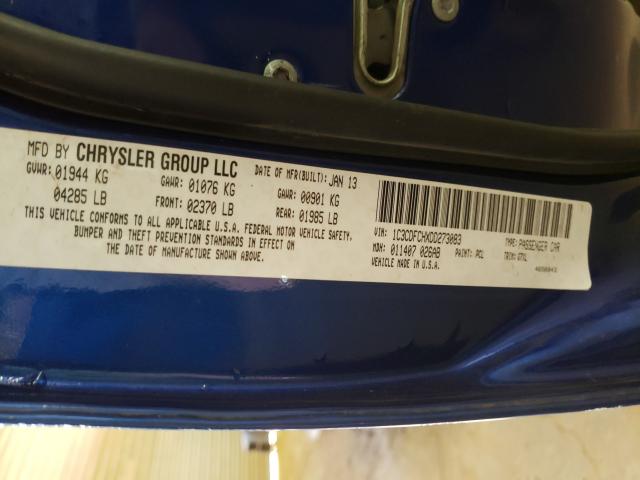 MFD BY CHRYSLER GROUP LLC DATE OF MFR(BUILT): JAN 13
GVWR: 01944 KG GAWR: 01076 KG GAWR: 00901 KG
04285 LB FRONT: 02370 LB REAR: 01985 LB
THIS VEHICLE CONFORMS TO ALL APPLICABLE U.S.A. FEDERAL MOTOR VEHICLE SAFETY,
BUMPER AND THEFT PREVENTION STANDARDS IN EFFECT ON
THE DATE OF MANUFACTURE SHOWN ABOVE.
VIN: 1C3CDFCHXDD273083 TYPE: PASSENGER CAR
MDH: 011407 026AB PAINT: PCL TRIM:
VEHICLE MADE IN U.S.A.